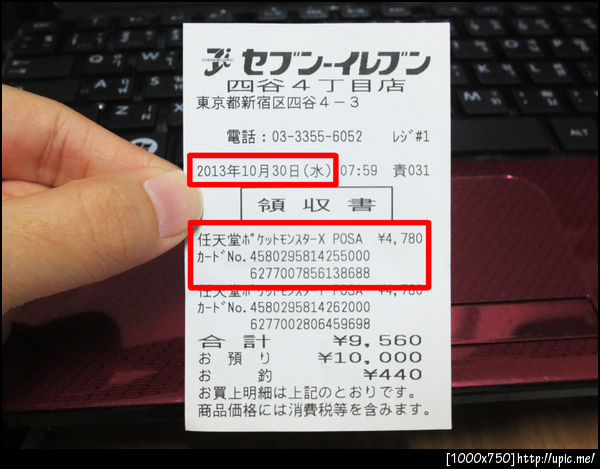 セブン-イレブン
四谷4丁目店
東京都新宿区四谷4-3
電話:03-3355-6052 レジ#1
2013年10月30日(水) 07:59 責031
領収書
任天堂ポケットモンスターX POSA ¥4,780
カードNo.4580295814255000
6277007856138688
任天堂ポケットモンスターY POSA ¥4,780
カードNo.4580295814262000
6277002806459698
合計 ¥9,560
お預り ¥10,000
お釣 ¥440
お買上明細は上記のとおりです。
商品価格には消費税等を含みます。
[1000x750]http://upic.me/